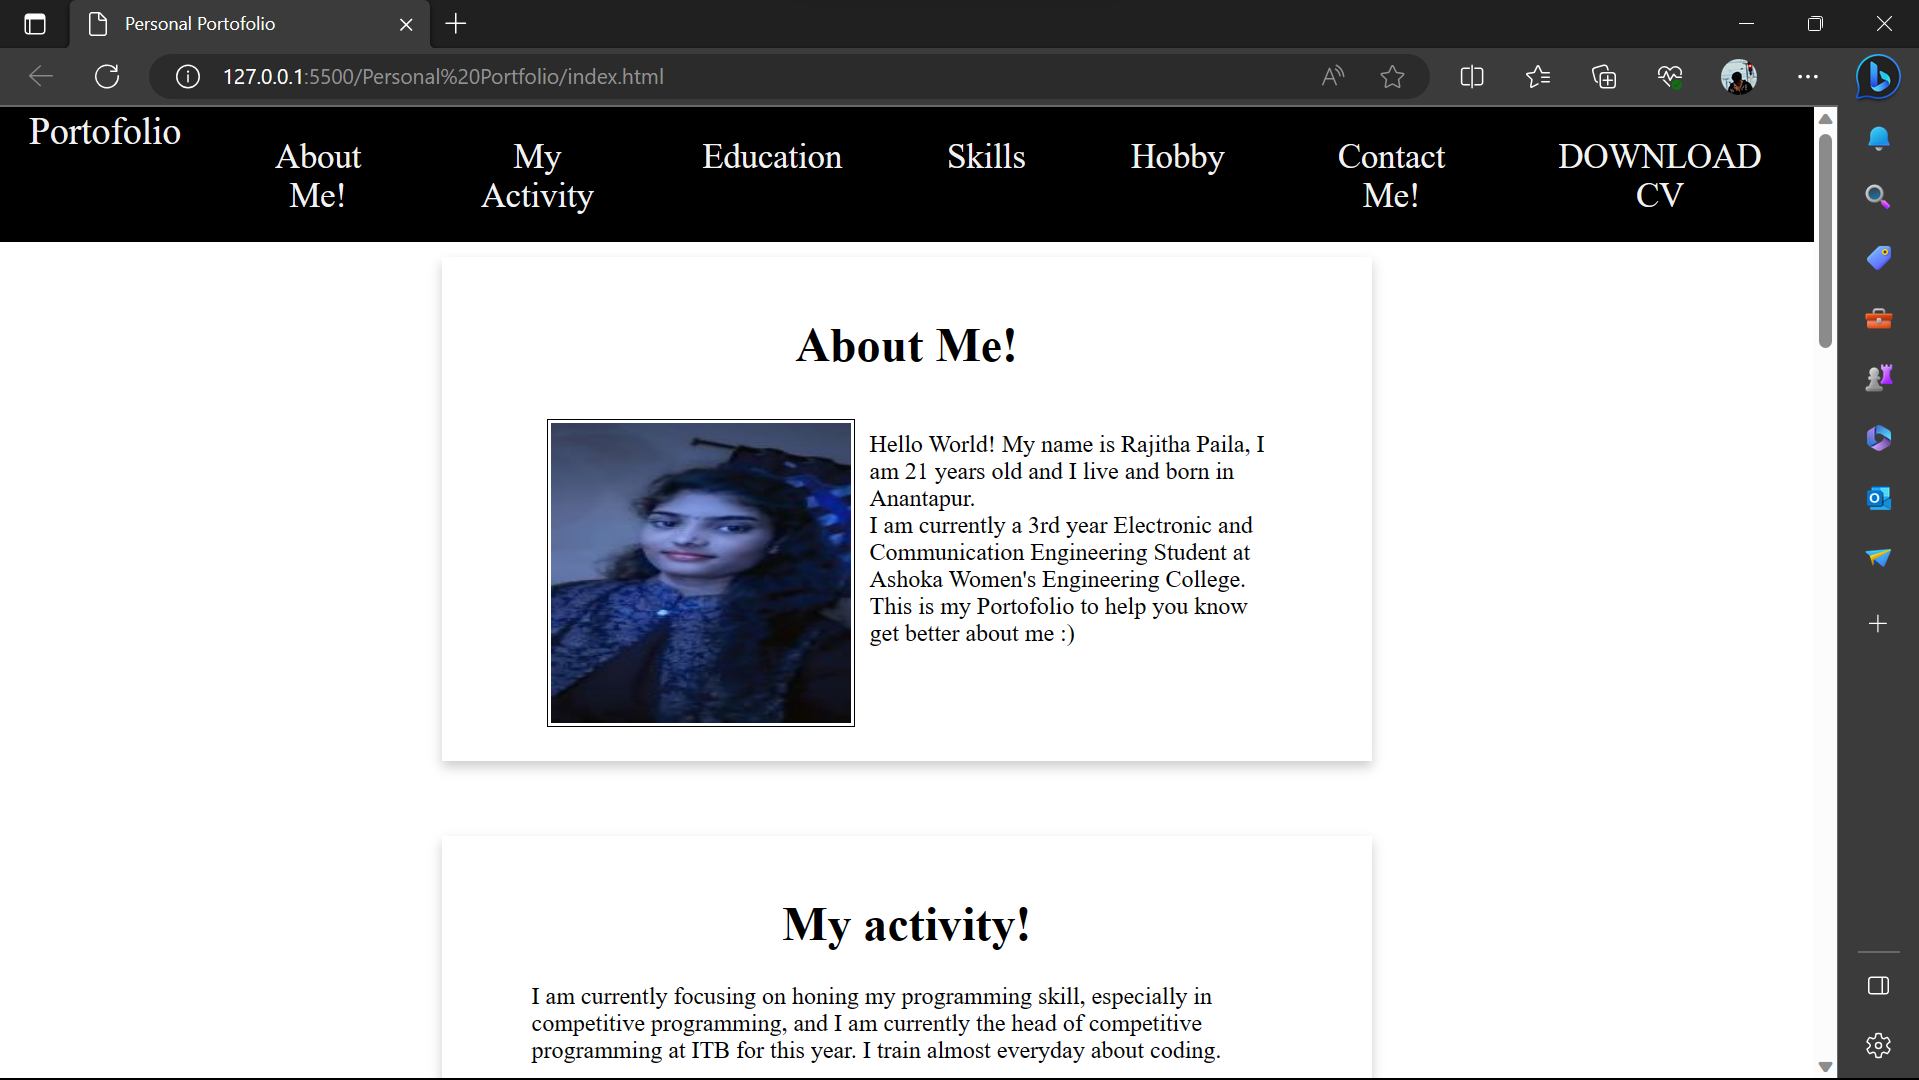 Personal Portofolio
127.0.0.1:5500/Personal%20Portfolio/index.html
Portofolio
About
Me!
My
Activity
Education
Skills
Hobby
Contact
Me!
DOWNLOAD
CV
About Me!
Hello World! My name is Rajitha Paila, I
am 21 years old and I live and born in
Anantapur.
I am currently a 3rd year Electronic and
Communication Engineering Student at
Ashoka Women's Engineering College.
This is my Portofolio to help you know
get better about me :)
My activity!
I am currently focusing on honing my programming skill, especially in
competitive programming, and I am currently the head of competitive
programming at ITB for this year. I train almost everyday about coding.